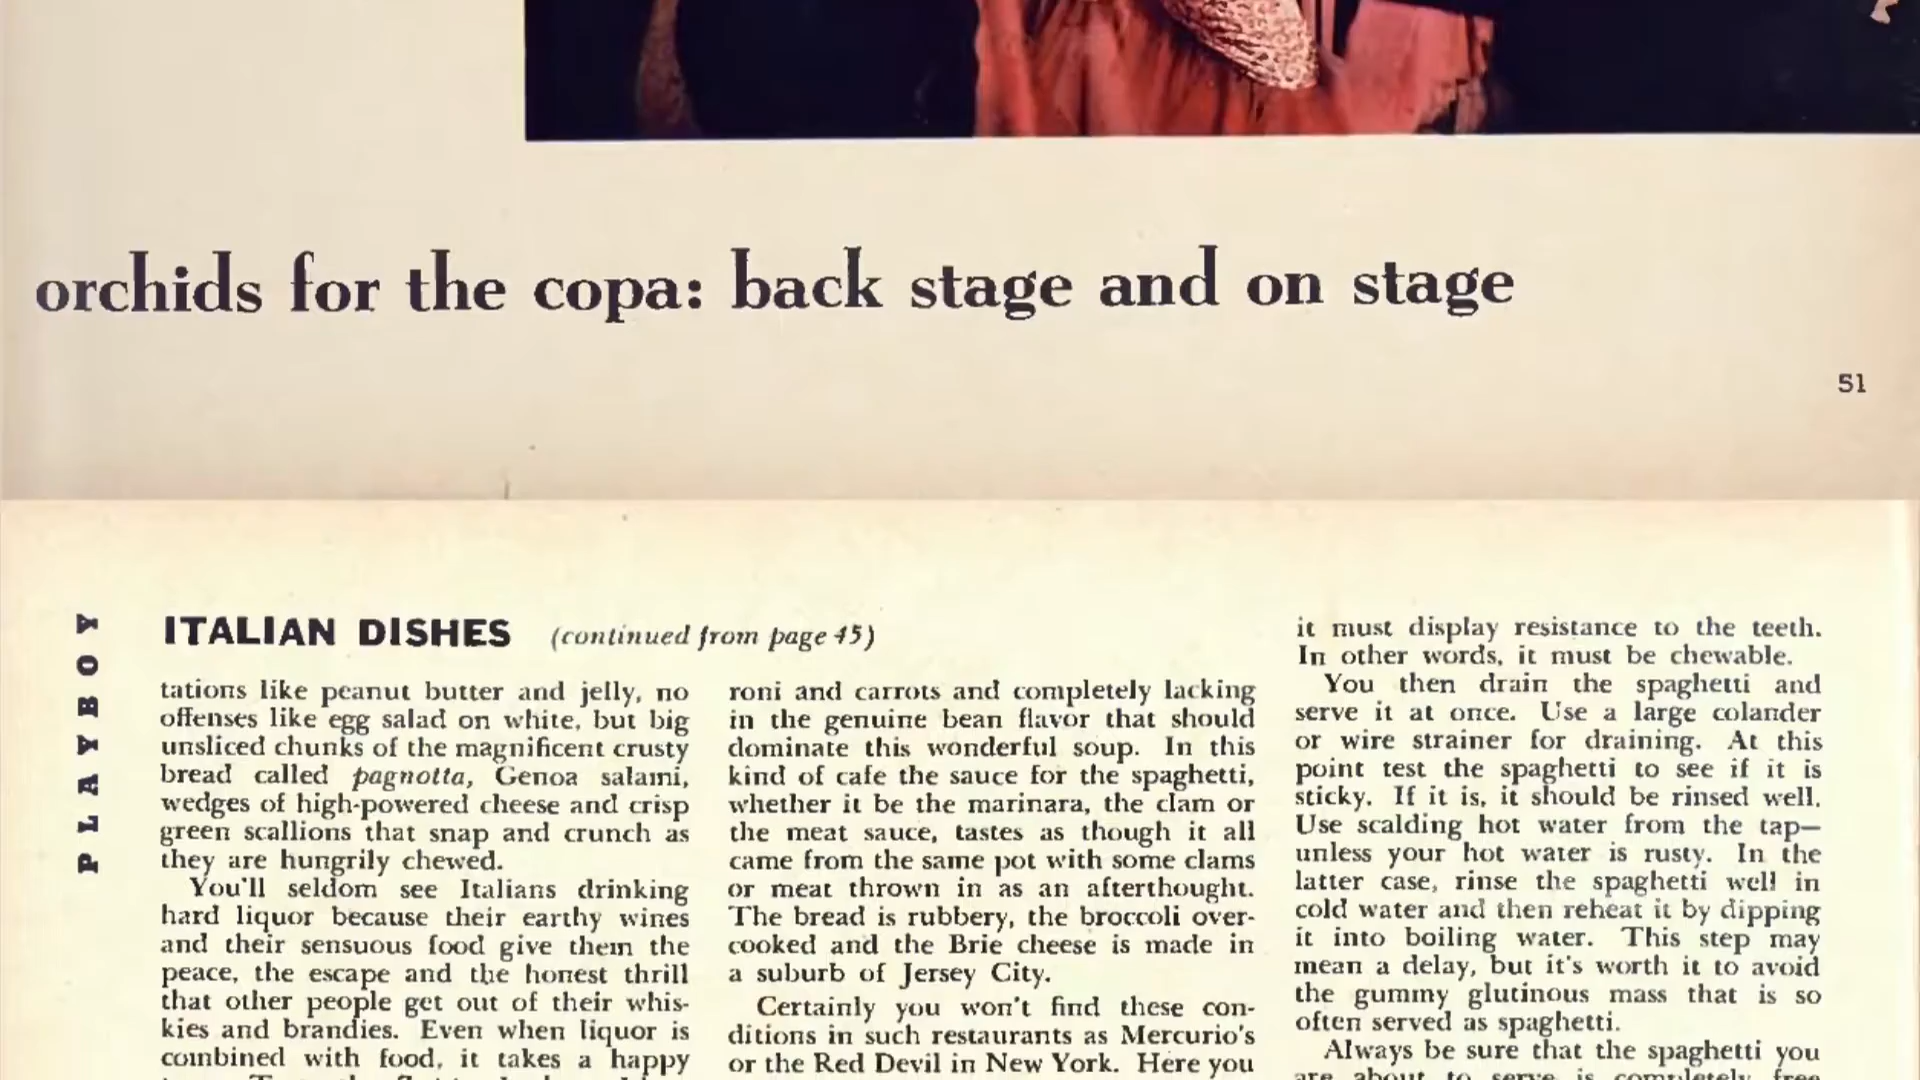 orchids for the copa: back stage and on stage
51
PLAYBOY
ITALIAN DISHES (continued from page 45)
tations like peanut butter and jelly, no
offenses like egg salad on white, but big
unsliced chunks of the magnificent crusty
bread called pagnotta, Genoa salami,
wedges of high-powered cheese and crisp
green scallions that snap and crunch as
they are hungrily chewed.
You'll seldom see Italians drinking
hard liquor because their earthy wines
and their sensuous food give them the
peace, the escape and the honest thrill
that other people get out of their whis-
kies and brandies. Even when liquor is
combined with food, it takes a happy
roni and carrots and completely lacking
in the genuine bean flavor that should
dominate this wonderful soup. In this
kind of cafe the sauce for the spaghetti,
whether it be the marinara, the clam or
the meat sauce, tastes as though it all
came from the same pot with some clams
or meat thrown in as an afterthought.
The bread is rubbery, the broccoli over-
cooked and the Brie cheese is made in
a suburb of Jersey City.
Certainly you won't find these con-
ditions in such restaurants as Mercurio's
or the Red Devil in New York. Here you
it must display resistance to the teeth.
In other words, it must be chewable.
You then drain the spaghetti and
serve it at once. Use a large colander
or wire strainer for draining. At this
point test the spaghetti to see if it is
sticky. If it is, it should be rinsed well.
Use scalding hot water from the tap—
unless your hot water is rusty. In the
latter case, rinse the spaghetti well in
cold water and then reheat it by dipping
it into boiling water. This step may
mean a delay, but it's worth it to avoid
the gummy glutinous mass that is so
often served as spaghetti.
Always be sure that the spaghetti you
are about to serve is completely free